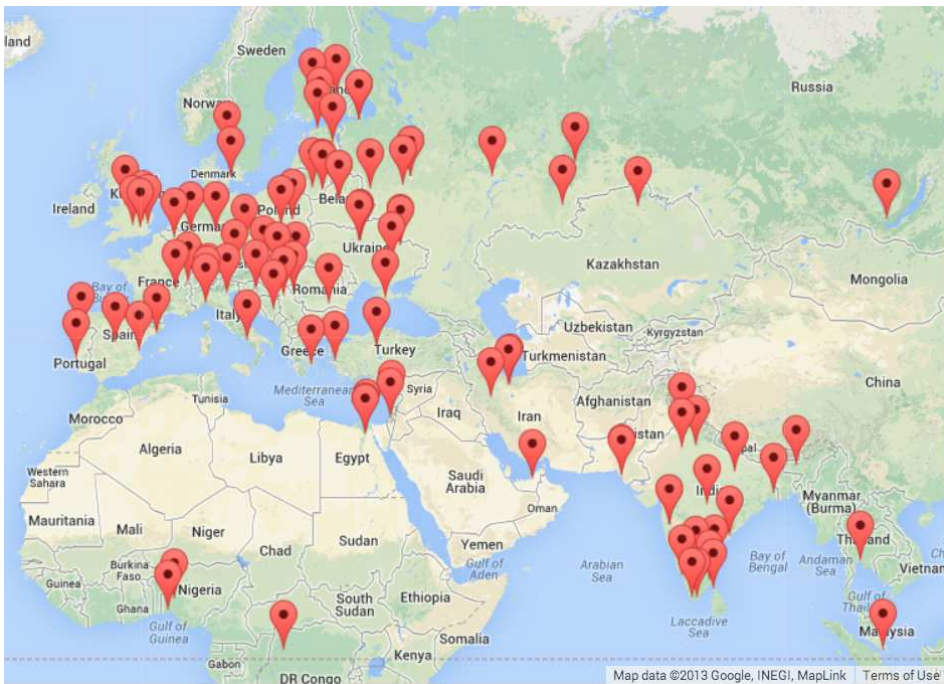 land
Sweden
Russia
Norway
Denmark
Ireland
Poland
Germ
Ukraine
Kazakhstan
Mongolia
France
Romania
Bay of
Italy
Spain
Portugal
Greece
Turkey
Uzbekistan
Kyrgyzstan
Turkmenistan
China
Mediterranean
Sea
Syria
Tunisia
Iraq
Iran
Afghanistan
Morocco
Algeria
Libya
Egypt
Western
Sahara
Saudi
Arabia
Oman
Myanmar
(Burma)
Mauritania
Mali
Niger
Chad
Sudan
Yemen
Gulf of
Aden
Arabian
Sea
Bay of
Bengal
Andaman
Sea
Thailand
Vietnam
Burkina
Faso
Guinea
Ghana
Nigeria
South
Sudan
Ethiopia
Gulf of
Guinea
Somalia
Kenya
Gabon
DR Congo
Laccadive
Sea
Gulf of
Malaysia
Map data ©2013 Google, INEGI, MapLink
Terms of Use